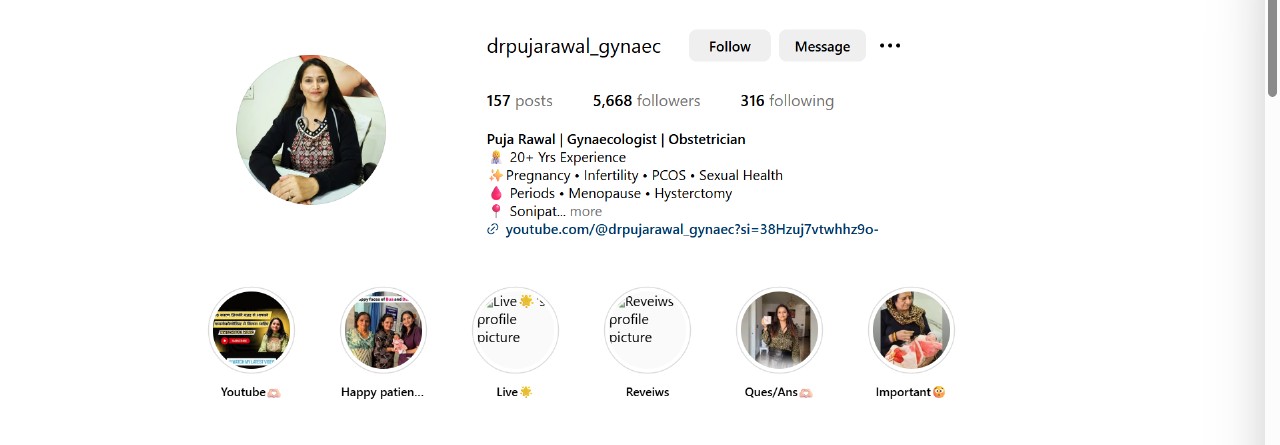 drpujarawal_gynaec Follow Message •••
157 posts 5,668 followers 316 following
Puja Rawal | Gynaecologist | Obstetrician
🤱 20+ Yrs Experience
✨Pregnancy • Infertility • PCOS • Sexual Health
🩸 Periods • Menopause • Hysterctomy
📍 Sonipat... more
youtube.com/@drpujarawal_gynaec?si=38Hzuj7vtwhhz9o-
Live🌟's
profile
picture
Reveiws
profile
picture
Youtube🫶🏻 Happy patien... Live🌟 Reveiws Ques/Ans🫶🏻 Important🫣